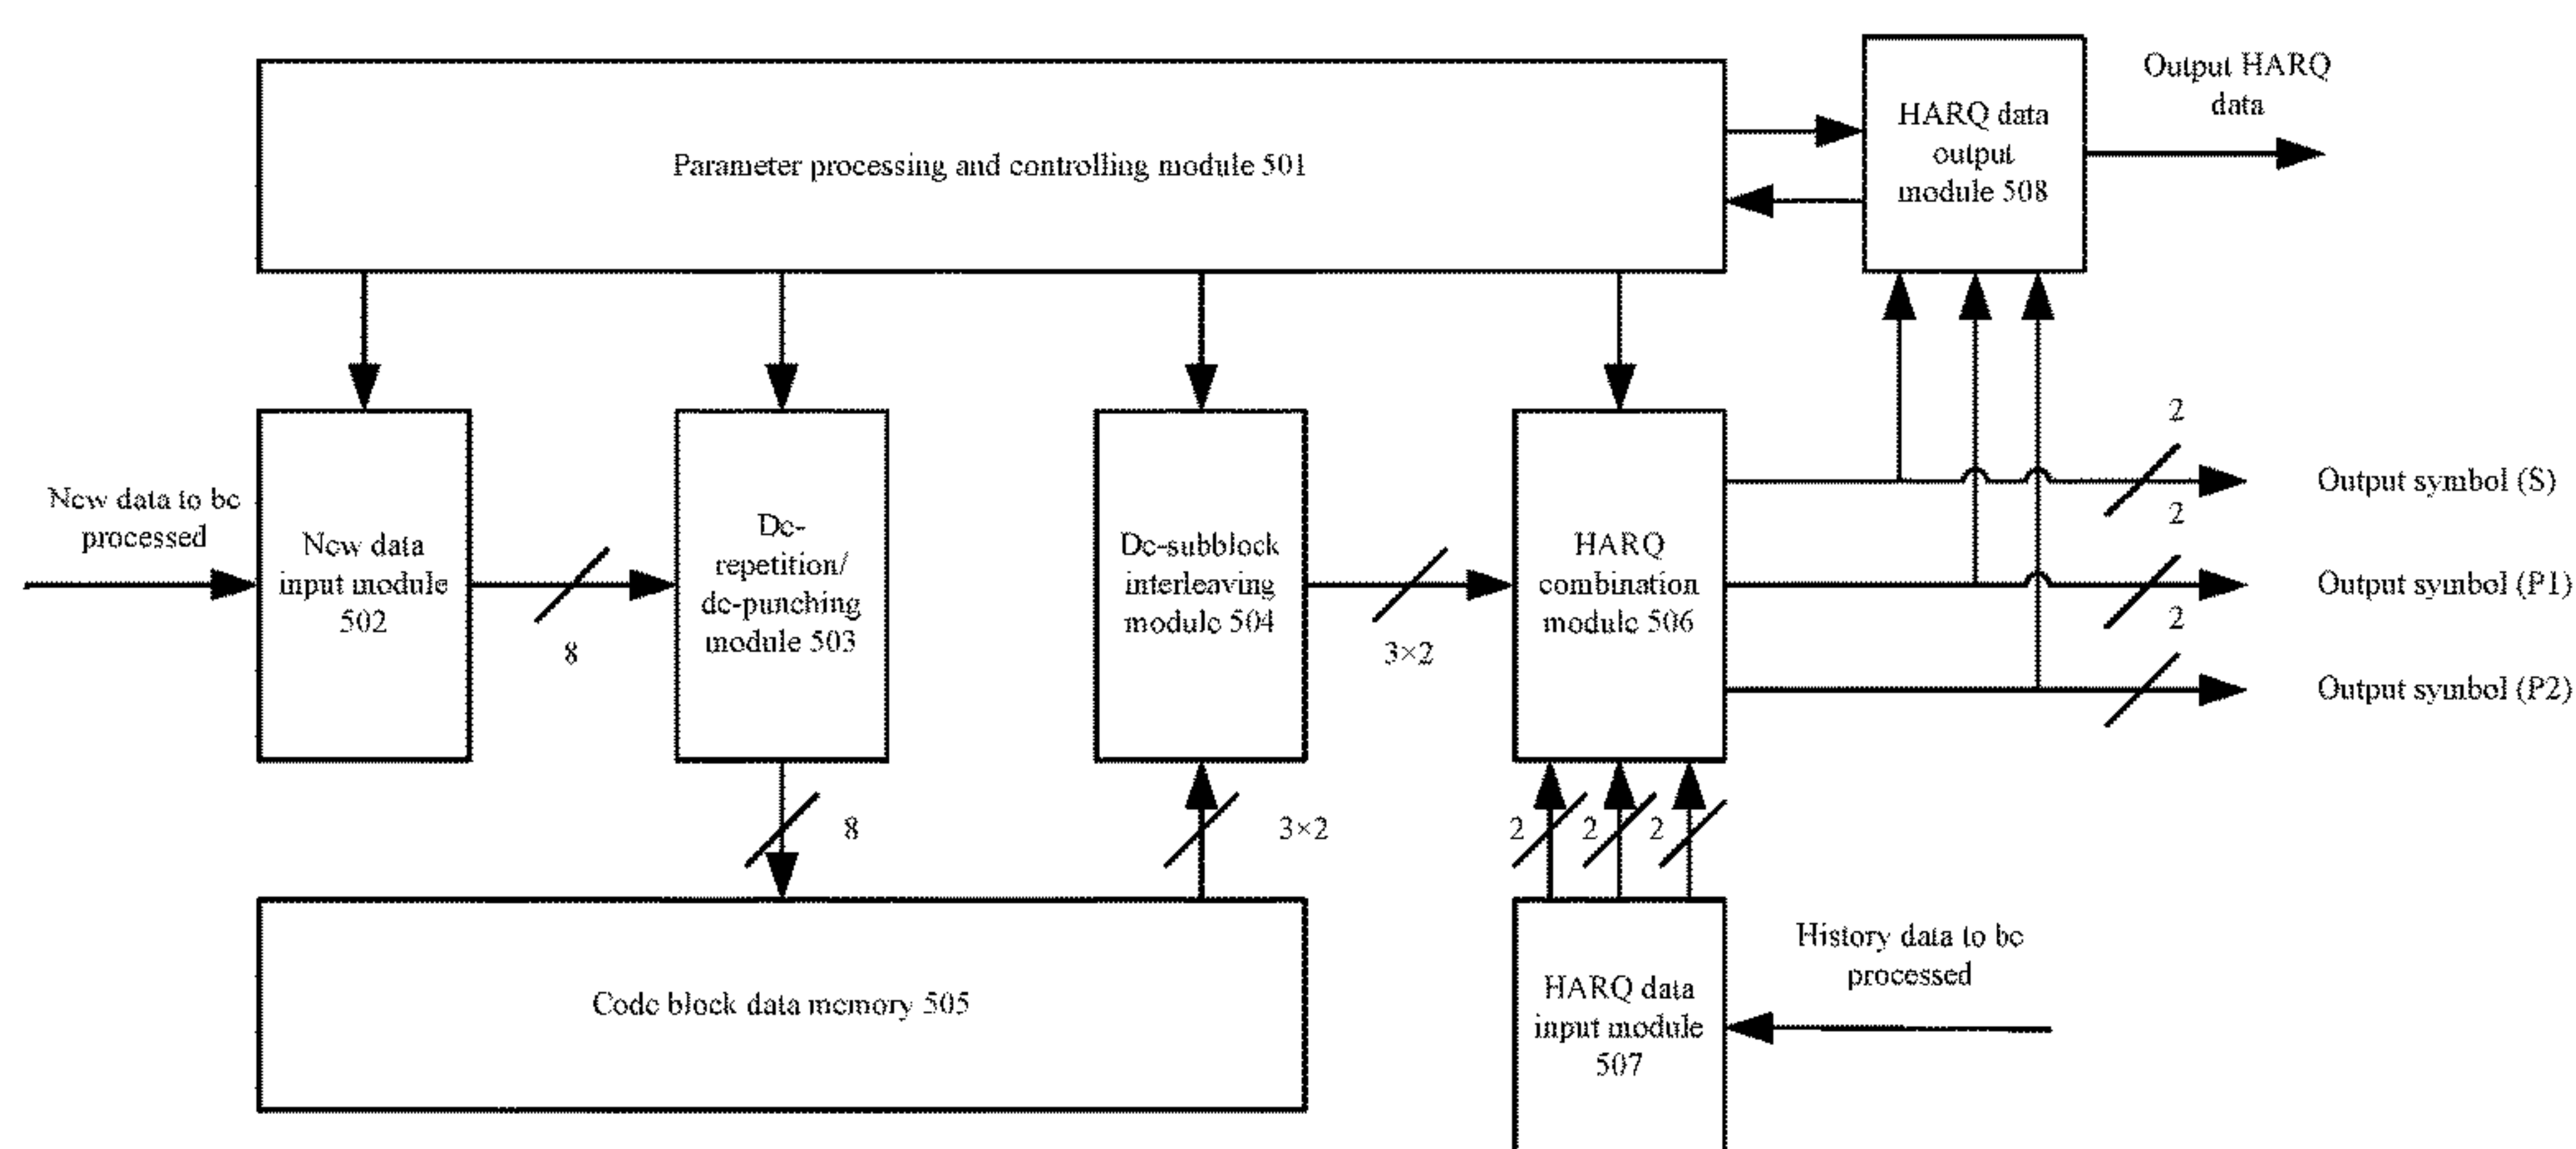 Output HARQ
data
HARQ data
output
module 508
Parameter processing and controlling module 501
2
New data to be
processed
New data
input module
502
8
De-
repetition/
de-punching
module 503
De-subblock
interleaving
module 504
3×2
HARQ
combination
module 506
Output symbol (S)
2
Output symbol (P1)
2
Output symbol (P2)
8
3×2
2
2
2
Code block data memory 505
HARQ data
input module
507
History data to be
processed